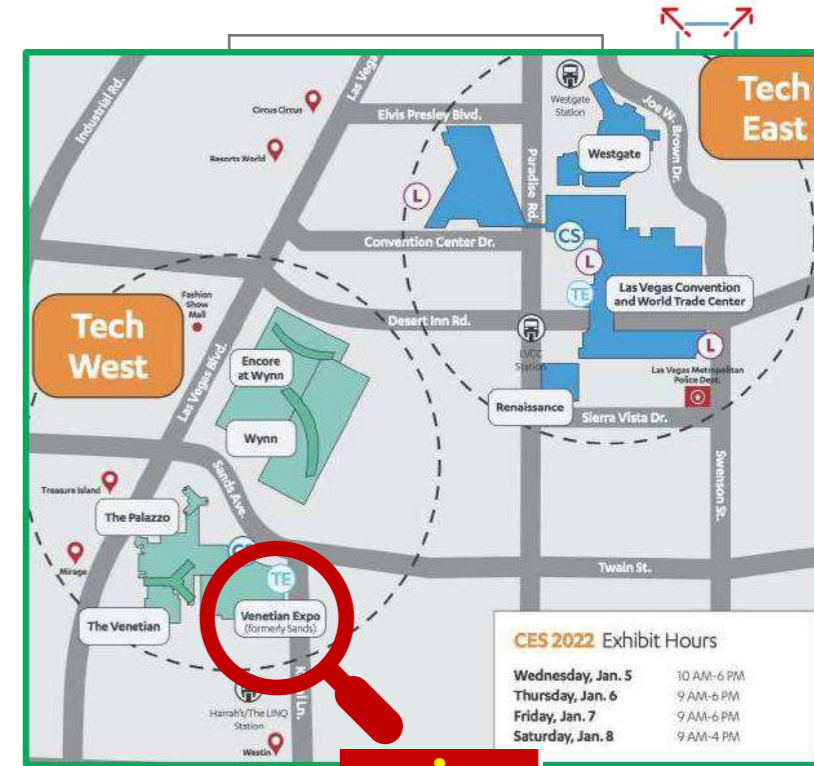 Tech
East
Tech
West
Industrial Rd.
Las Vega
Circus Circus
Resorts World
Elvis Presley Blvd.
Westgate
Station
Joe W. Brown Dr.
Westgate
Paradise Rd.
L
Convention Center Dr.
CS
L
TE
Las Vegas Convention
and World Trade Center
Fashion
Show
Mall
Desert Inn Rd.
LVCC
Station
L
Las Vegas Metropolitan
Police Dept.
Las Vegas Blvd.
Encore
at Wynn
Renaissance
Sierra Vista Dr.
Wynn
Swenson St.
Sands Ave.
Treasure Island
The Palazzo
Mirage
TE
Twain St.
The Venetian
Venetian Expo
(formerly Sands)
Ln.
Harrah's/The LINQ
Station
Westin
CES 2022 Exhibit Hours
Wednesday, Jan. 5 10 AM-6 PM
Thursday, Jan. 6 9 AM-6 PM
Friday, Jan. 7 9 AM-6 PM
Saturday, Jan. 8 9 AM-4 PM